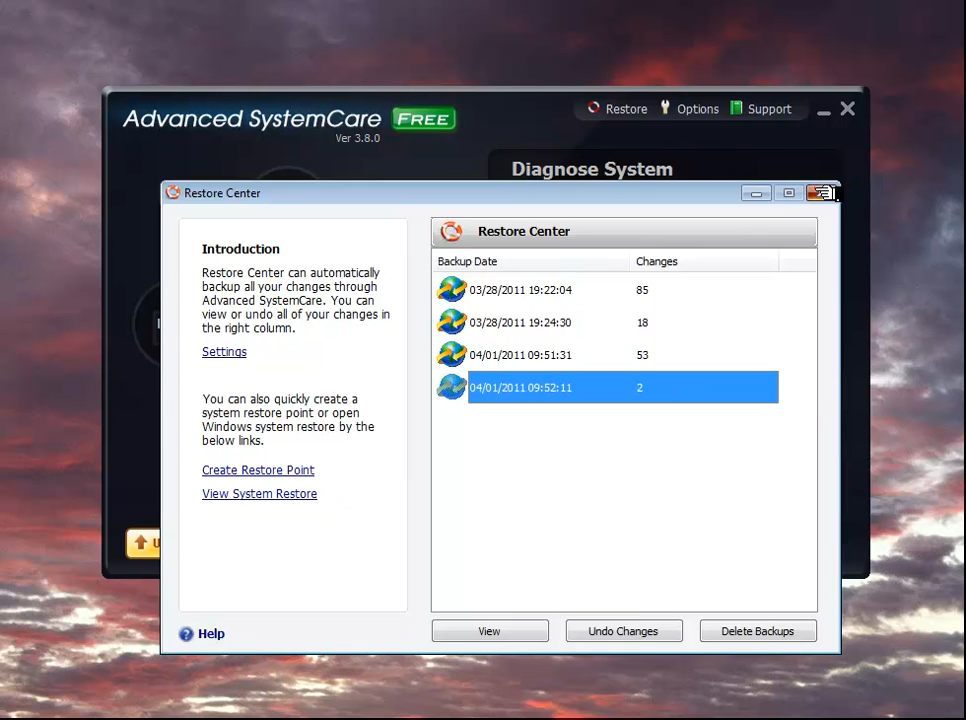 Advanced SystemCare FREE
Ver 3.8.0
Restore Options Support
Diagnose System
Restore Center
Introduction
Restore Center can automatically
backup all your changes through
Advanced SystemCare. You can
view or undo all of your changes in
the right column.
Settings
You can also quickly create a
system restore point or open
Windows system restore by the
below links.
Create Restore Point
View System Restore
Help
Restore Center
Backup Date Changes
03/28/2011 19:22:04 85
03/28/2011 19:24:30 18
04/01/2011 09:51:31 53
04/01/2011 09:52:11 2
View Undo Changes Delete Backups